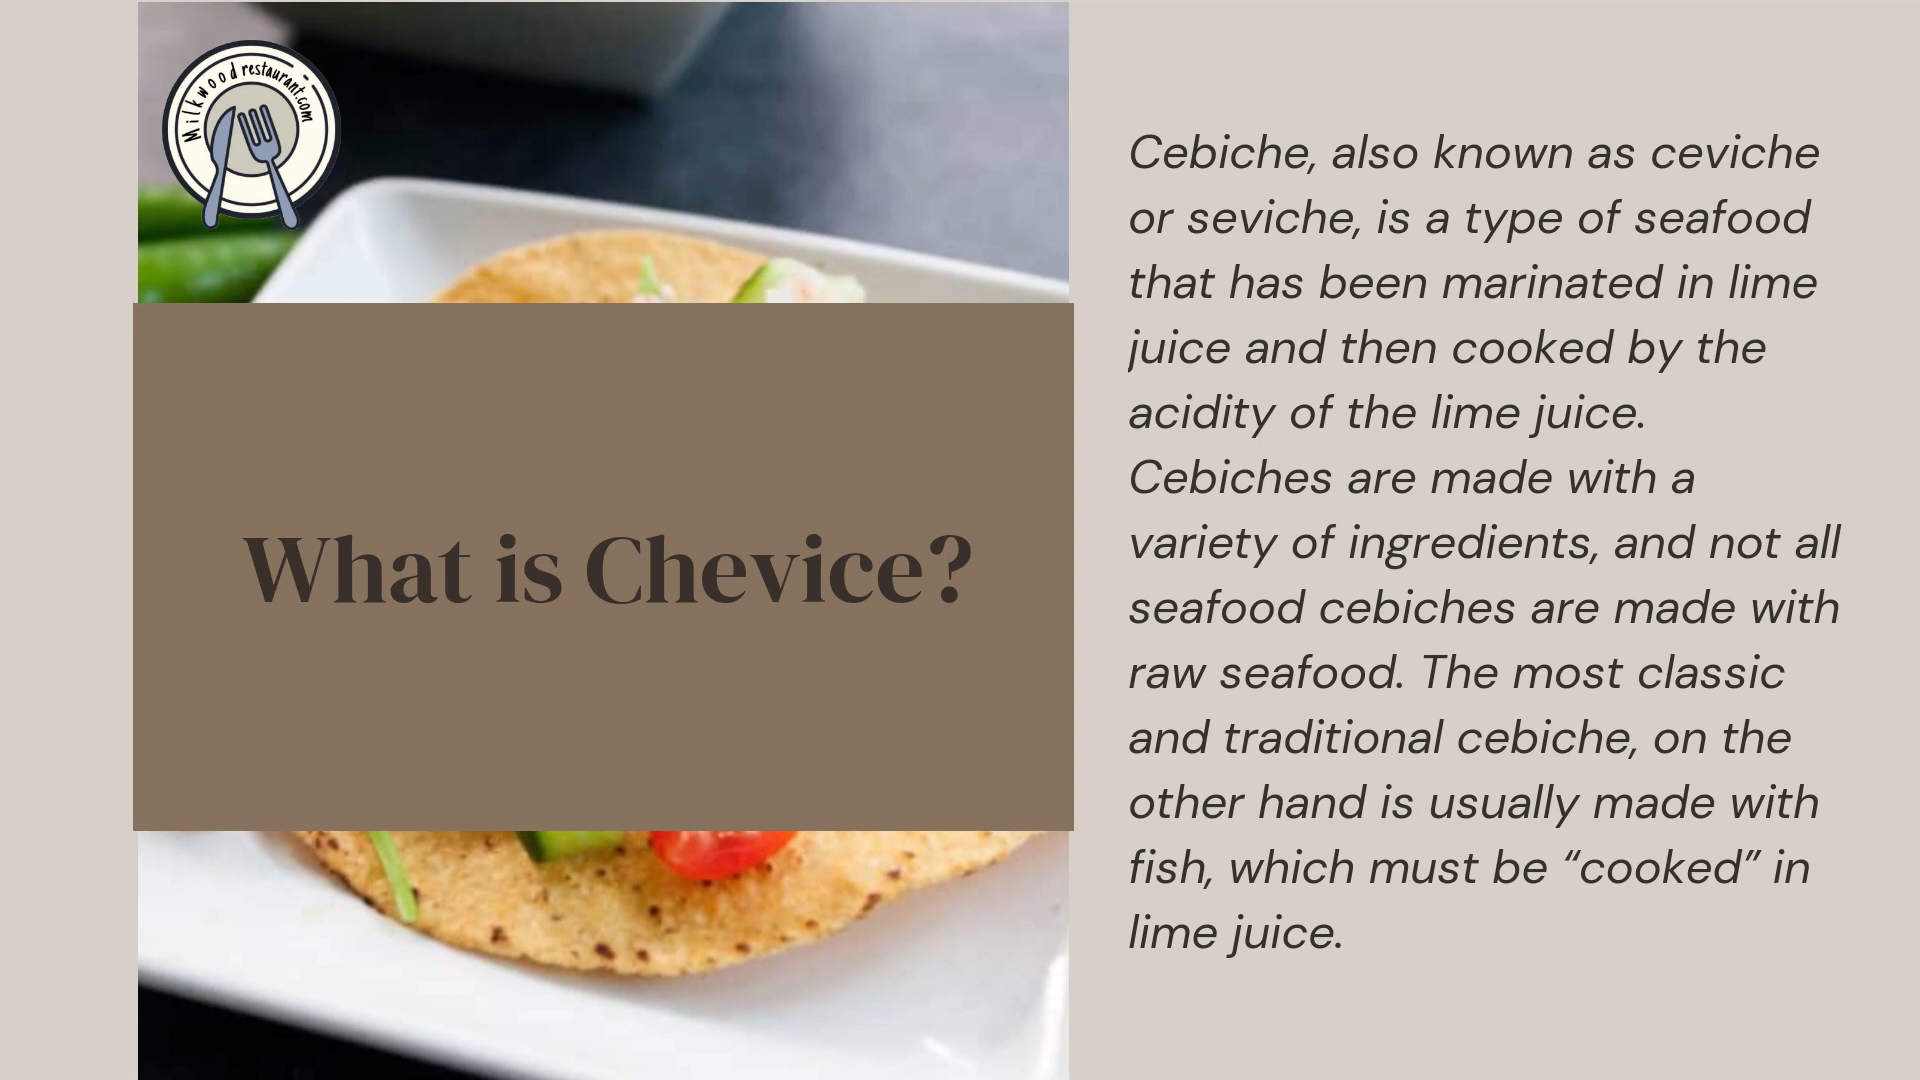 Milkwood restaurant.com
What is Chevice?
Cebiche, also known as ceviche
or seviche, is a type of seafood
that has been marinated in lime
juice and then cooked by the
acidity of the lime juice.
Cebiches are made with a
variety of ingredients, and not all
seafood cebiches are made with
raw seafood. The most classic
and traditional cebiche, on the
other hand is usually made with
fish, which must be “cooked” in
lime juice.